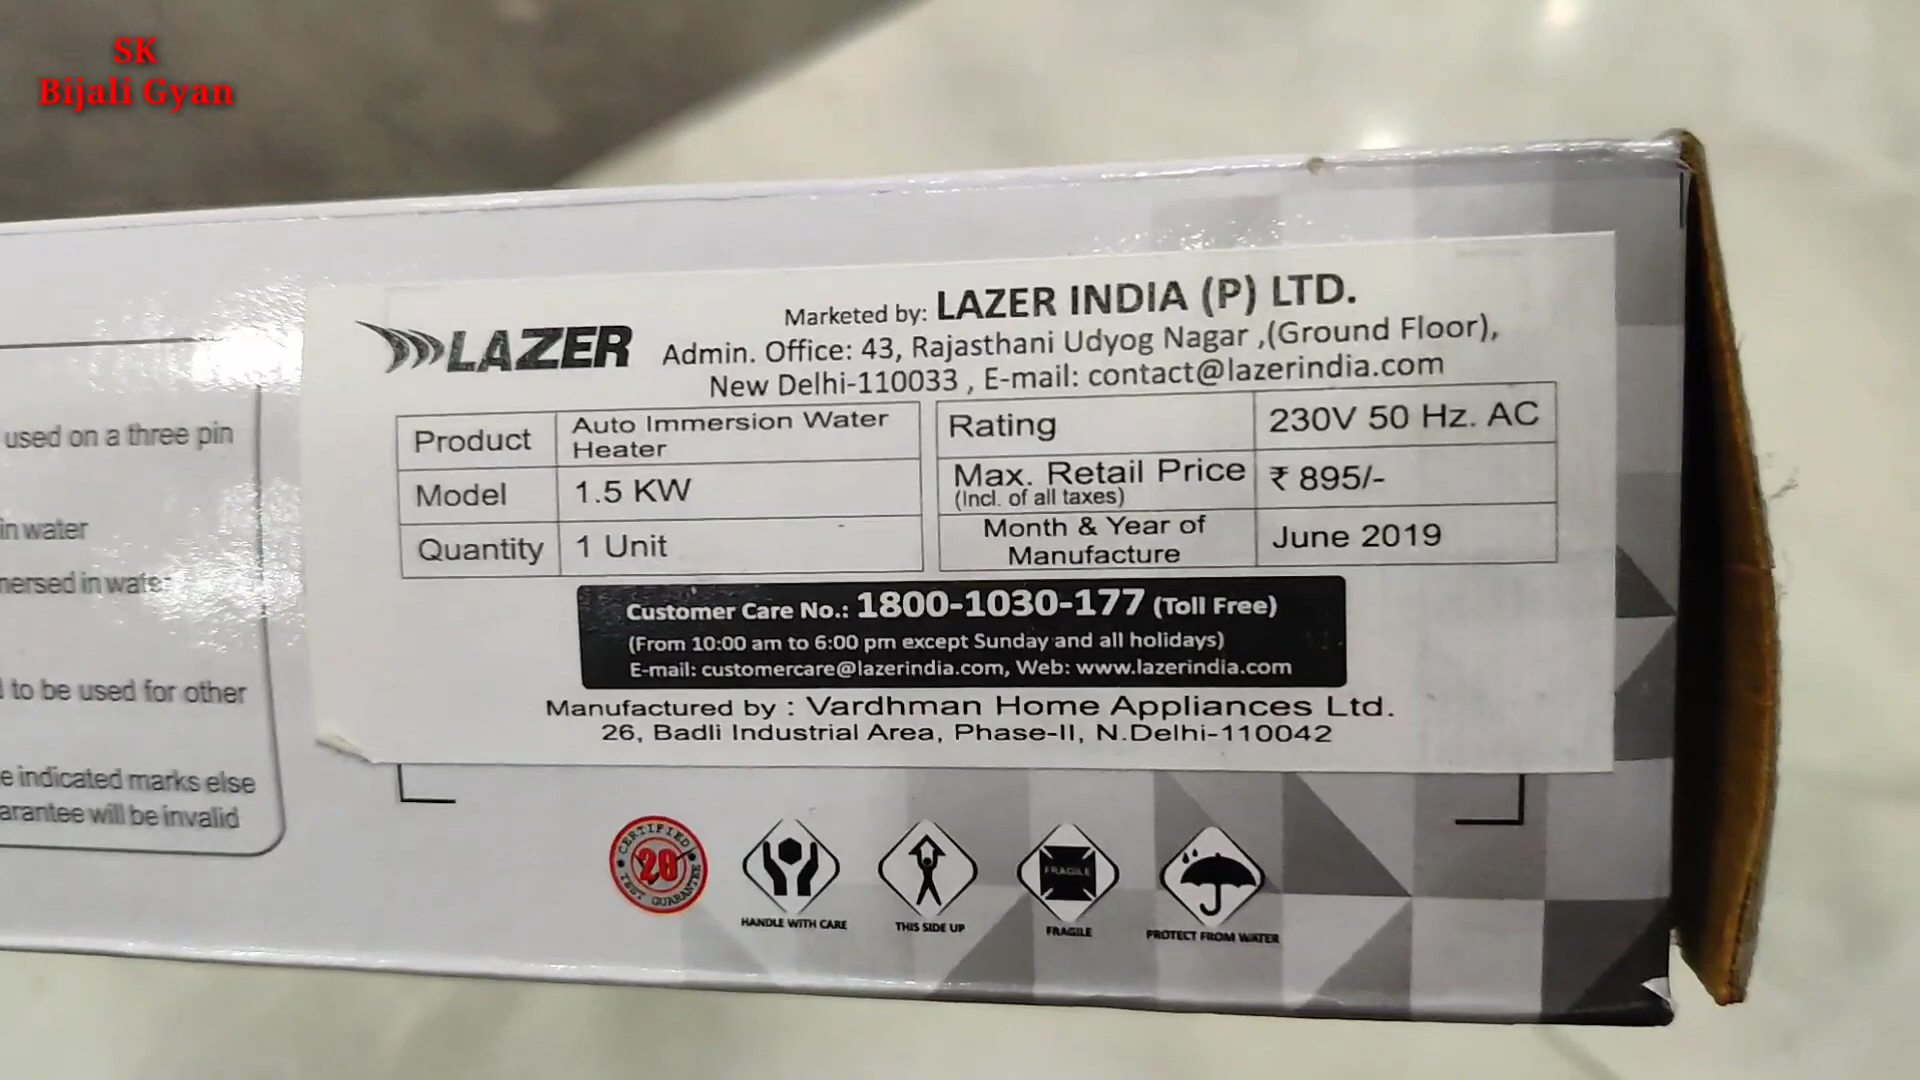 SK
Bijali Gyan
used on a three pin
in water
mersed in water
to be used for other
e indicated marks else
arantee will be invalid
LAZER
Marketed by: LAZER INDIA (P) LTD.
Admin. Office: 43, Rajasthani Udyog Nagar ,(Ground Floor),
New Delhi-110033 , E-mail: contact@lazerindia.com
Product Auto Immersion Water
Heater
Model 1.5 KW
Quantity 1 Unit
Rating 230V 50 Hz. AC
Max. Retail Price ₹ 895/-
(Incl. of all taxes)
Month & Year of
Manufacture June 2019
Customer Care No.: 1800-1030-177 (Toll Free)
(From 10:00 am to 6:00 pm except Sunday and all holidays)
E-mail: customercare@lazerindia.com, Web: www.lazerindia.com
Manufactured by : Vardhman Home Appliances Ltd.
26, Badli Industrial Area, Phase-II, N.Delhi-110042
CERTIFIED
20
TEST GUARANTEE
HANDLE WITH CARE
THIS SIDE UP
FRAGILE
FRAGILE
PROTECT FROM WATER